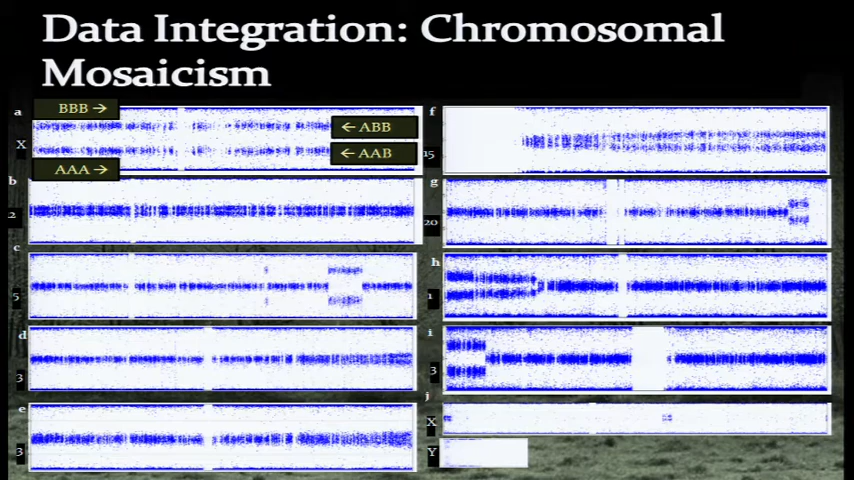 Data Integration: Chromosomal
Mosaicism
a
BBB →
X
← ABB
← AAB
AAA →
b
2
c
5
d
3
e
3
f
15
g
20
h
1
i
3
j
X
Y